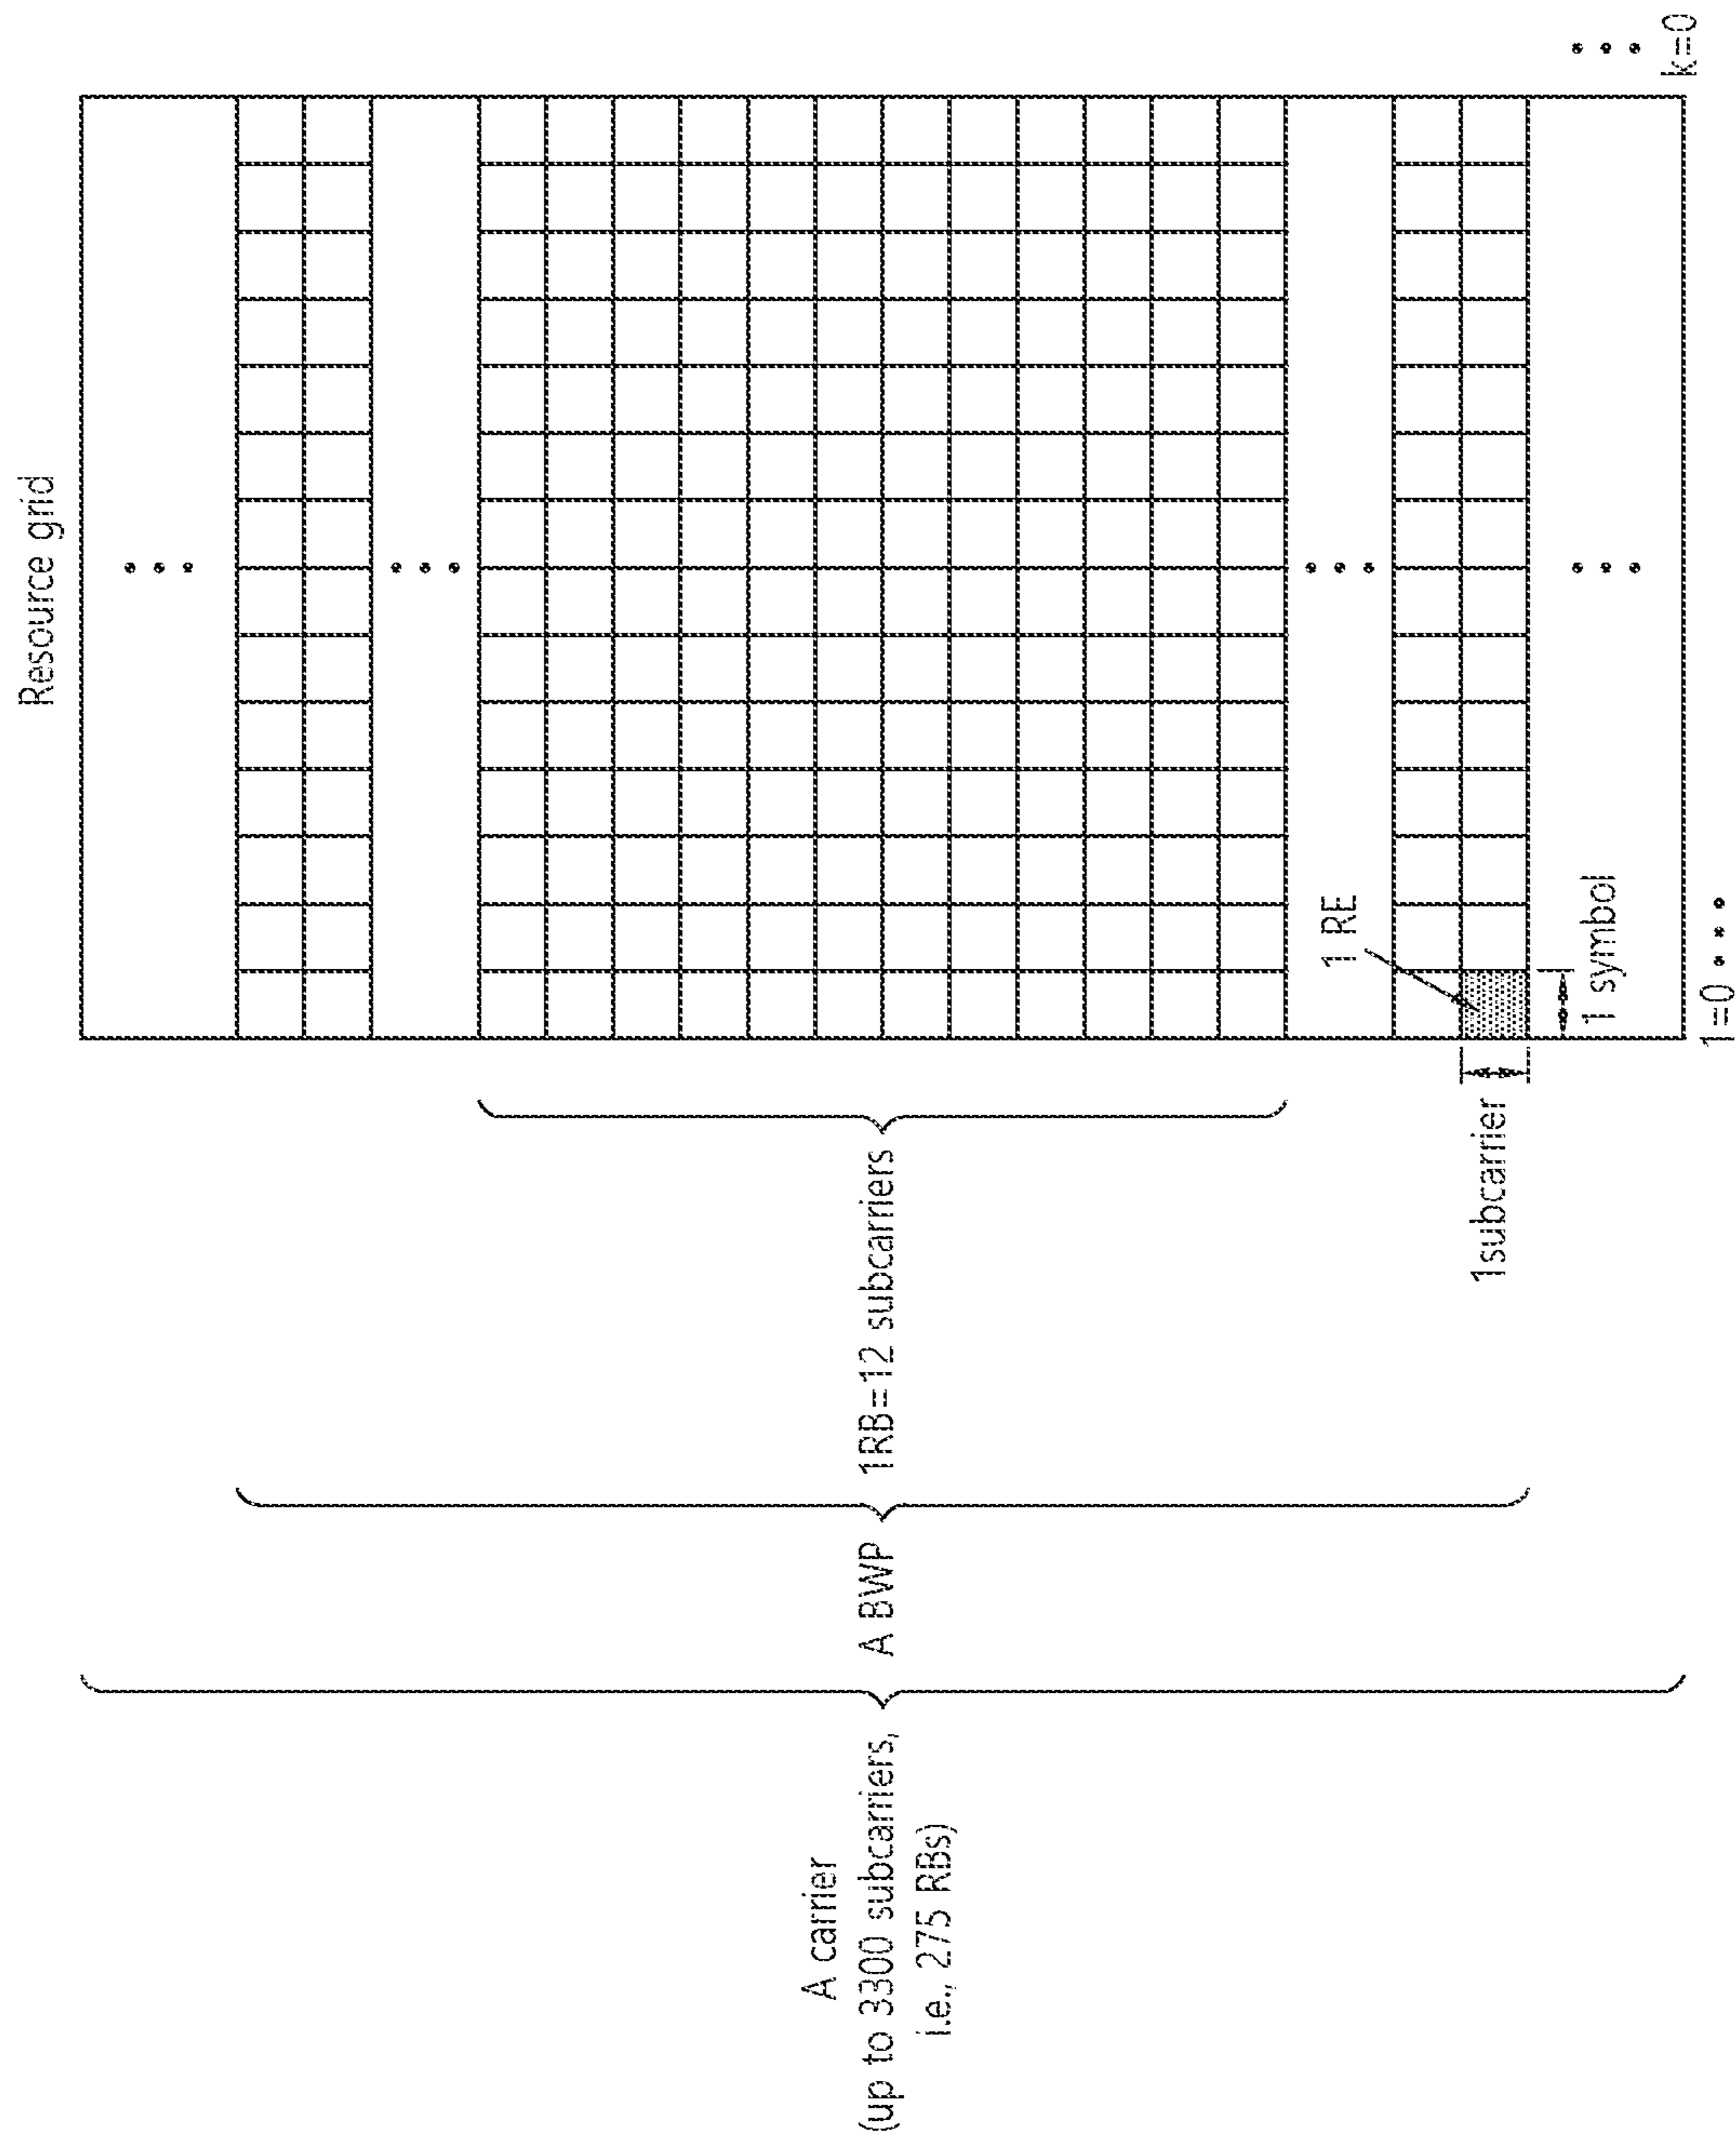 Resource grid
A carrier
(up to 3300 subcarriers,
i.e., 275 RBs)
A BWP
1RB=12 subcarriers
1 RE
1subcarrier
1 symbol
l=0
k=0